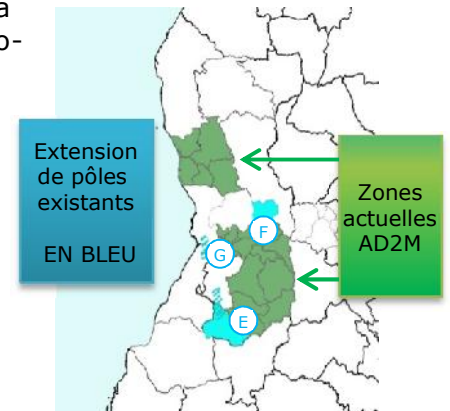 a
o-
Extension
de pôles
existants
EN BLEU
Zones
actuelles
AD2M
F
G
E